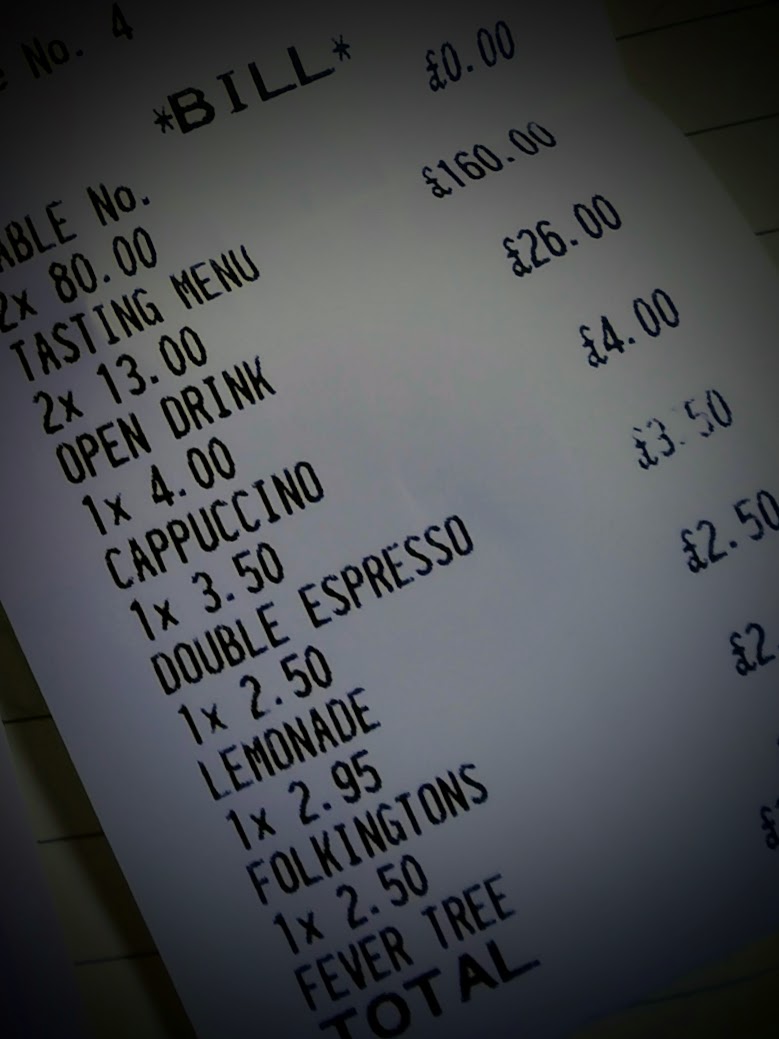 No. 4
*BILL*
ABLE No. £0.00
2x 80.00
TASTING MENU £160.00
2x 13.00
OPEN DRINK £26.00
1x 4.00
CAPPUCCINO £4.00
1x 3.50
DOUBLE ESPRESSO £3.50
1x 2.50
LEMONADE £2.50
1x 2.95
FOLKINGTONS £2.
1x 2.50
FEVER TREE £
TOTAL